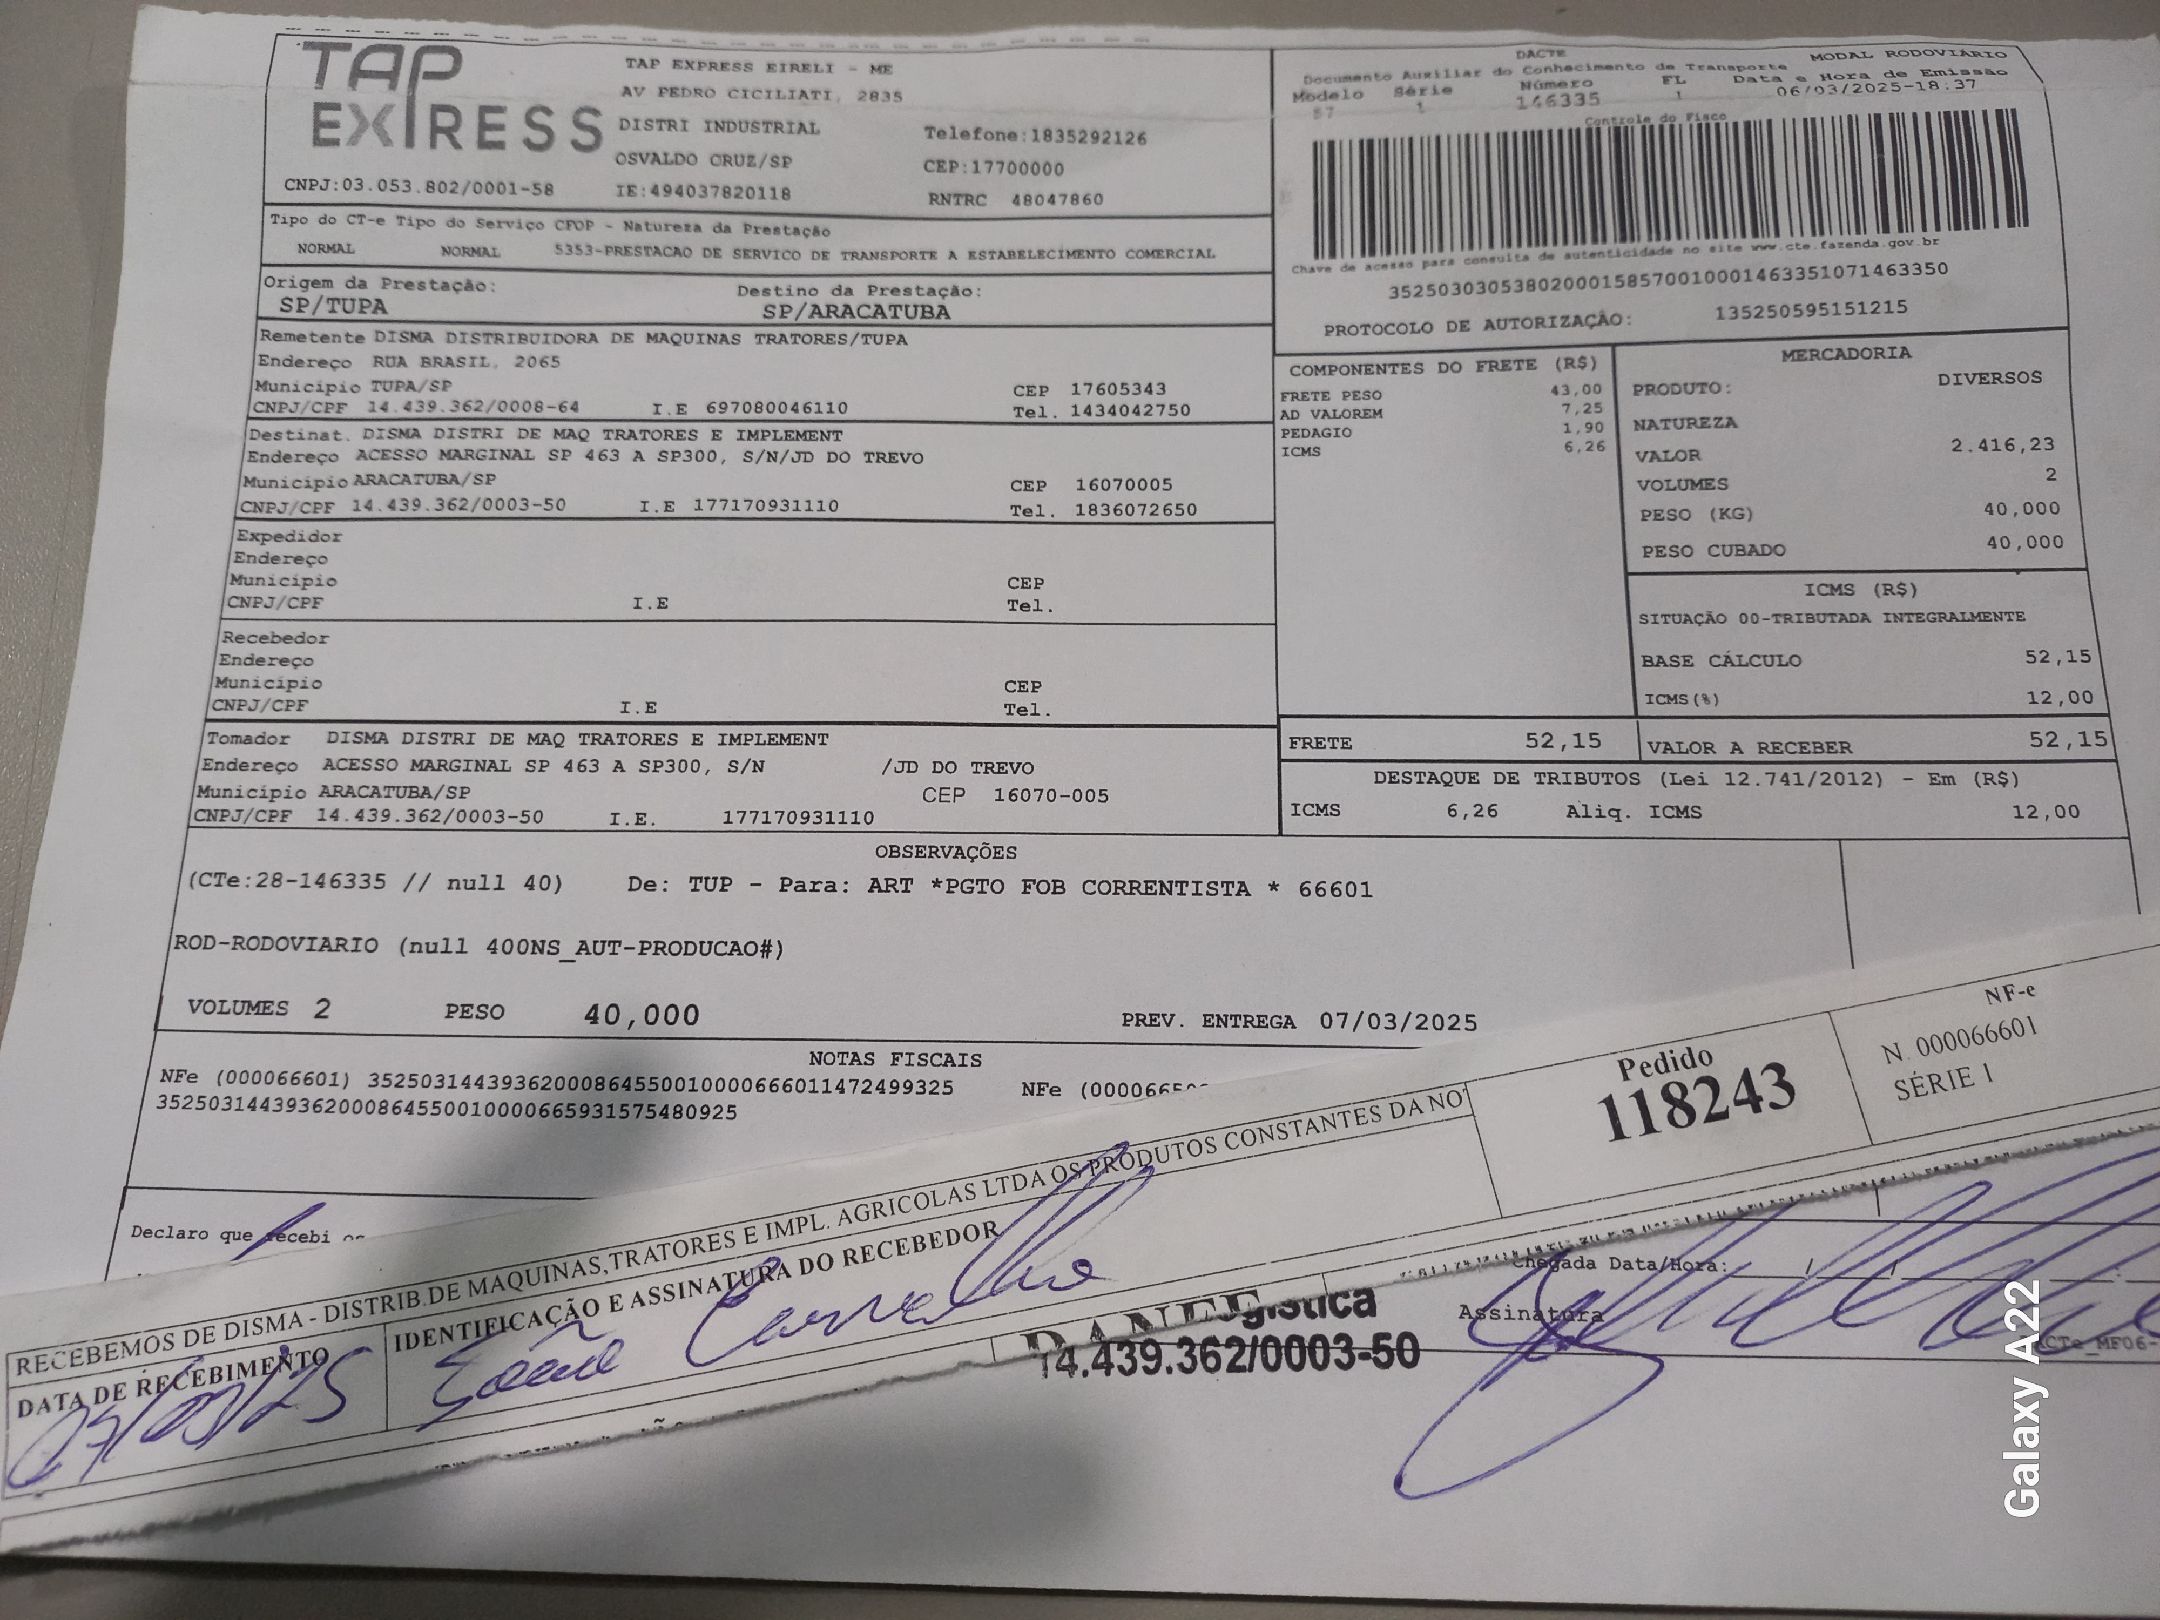 TAP EXPRESS
TAP EXPRESS EIRELI - ME
AV PEDRO CICILIATI, 2835
DISTRI INDUSTRIAL Telefone:1835292126
OSVALDO CRUZ/SP CEP:17700000
CNPJ:03.053.802/0001-58 IE:494037820118 RNTRC 48047860
DACTE MODAL RODOVIÁRIO
Documento Auxiliar do Conhecimento de Transporte
Modelo Série Número FL Data e Hora de Emissão
57 1 146335 1 06/03/2025-18:37
Controle do Fisco
Chave de acesso para consulta de autenticidade no site www.cte.fazenda.gov.br
35250303053802000158570010001463351071463350
PROTOCOLO DE AUTORIZAÇÃO: 135250595151215
Tipo do CT-e Tipo do Serviço CFOP - Natureza da Prestação
NORMAL NORMAL 5353-PRESTACAO DE SERVICO DE TRANSPORTE A ESTABELECIMENTO COMERCIAL
Origem da Prestação: Destino da Prestação:
SP/TUPA SP/ARACATUBA
Remetente DISMA DISTRIBUIDORA DE MAQUINAS TRATORES/TUPA
Endereço RUA BRASIL, 2065
Município TUPA/SP CEP 17605343
CNPJ/CPF 14.439.362/0008-64 I.E 697080046110 Tel. 1434042750
Destinat. DISMA DISTRI DE MAQ TRATORES E IMPLEMENT
Endereço ACESSO MARGINAL SP 463 A SP300, S/N/JD DO TREVO
Município ARACATUBA/SP CEP 16070005
CNPJ/CPF 14.439.362/0003-50 I.E 177170931110 Tel. 1836072650
Expedidor
Endereço
Município CEP
CNPJ/CPF I.E Tel.
Recebedor
Endereço
Município CEP
CNPJ/CPF I.E Tel.
Tomador DISMA DISTRI DE MAQ TRATORES E IMPLEMENT
Endereço ACESSO MARGINAL SP 463 A SP300, S/N /JD DO TREVO
Município ARACATUBA/SP CEP 16070-005
CNPJ/CPF 14.439.362/0003-50 I.E. 177170931110
COMPONENTES DO FRETE (R$)
FRETE PESO 43,00
AD VALOREM 7,25
PEDAGIO 1,90
ICMS 6,26
MERCADORIA
PRODUTO: DIVERSOS
NATUREZA
VALOR 2.416,23
VOLUMES 2
PESO (KG) 40,000
PESO CUBADO 40,000
ICMS (R$)
SITUAÇÃO 00-TRIBUTADA INTEGRALMENTE
BASE CÁLCULO 52,15
ICMS(%) 12,00
FRETE 52,15 VALOR A RECEBER 52,15
DESTAQUE DE TRIBUTOS (Lei 12.741/2012) - Em (R$)
ICMS 6,26 Aliq. ICMS 12,00
OBSERVAÇÕES
(CTe:28-146335 // null 40) De: TUP - Para: ART *PGTO FOB CORRENTISTA * 66601
ROD-RODOVIARIO (null 400NS_AUT-PRODUCAO#)
VOLUMES 2 PESO 40,000 PREV. ENTREGA 07/03/2025
NOTAS FISCAIS
NFe (000066601) 35250314439362000864550010000666011472499325 NFe (0000665
35250314439362000864550010000665931575480925
Declaro que recebi
Pedido
118243
NF-e
N. 000066601
SÉRIE 1
RECEBEMOS DE DISMA - DISTRIB.DE MAQUINAS,TRATORES E IMPL. AGRICOLAS LTDA OS PRODUTOS CONSTANTES DA NO
DATA DE RECEBIMENTO IDENTIFICAÇÃO E ASSINATURA DO RECEBEDOR
Carvalho
DANFE
14.439.362/0003-50
Chegada Data/Hora: / / :
Assinatura
CTe_MF06-
Galaxy A22